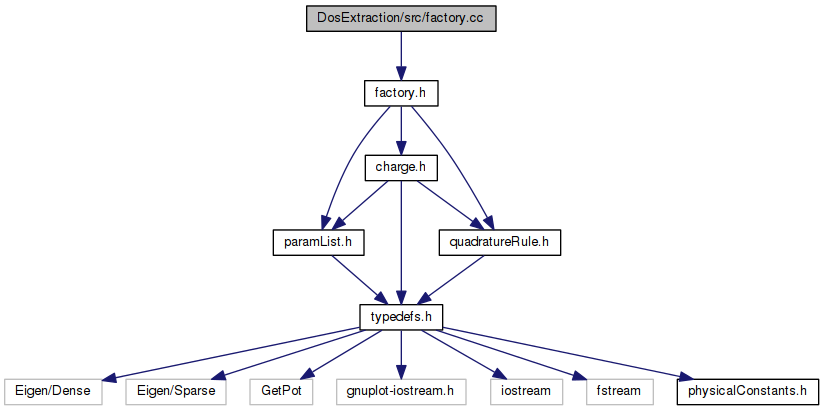 DosExtraction/src/factory.cc
factory.h
charge.h
paramList.h
quadratureRule.h
typedefs.h
Eigen/Dense
Eigen/Sparse
GetPot
gnuplot-iostream.h
iostream
fstream
physicalConstants.h